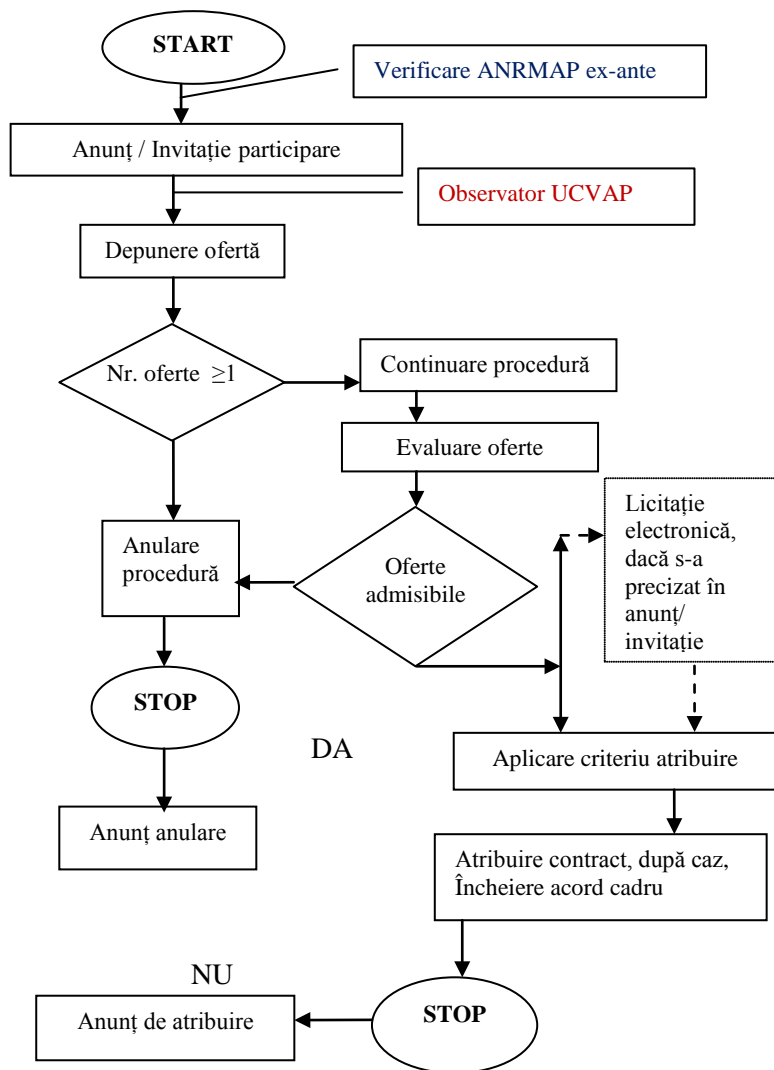 START
Verificare ANRMAP ex-ante
Anunț / Invitație participare
Observator UCVAP
Depunere ofertă
Nr. oferte ≥1
Continuare procedură
Evaluare oferte
Licitație
electronică,
dacă s-a
precizat în
anunț/
invitație
Anulare
procedură
Oferte
admisibile
STOP
DA
Aplicare criteriu atribuire
Anunț anulare
Atribuire contract, după caz,
Încheiere acord cadru
NU
Anunț de atribuire
STOP